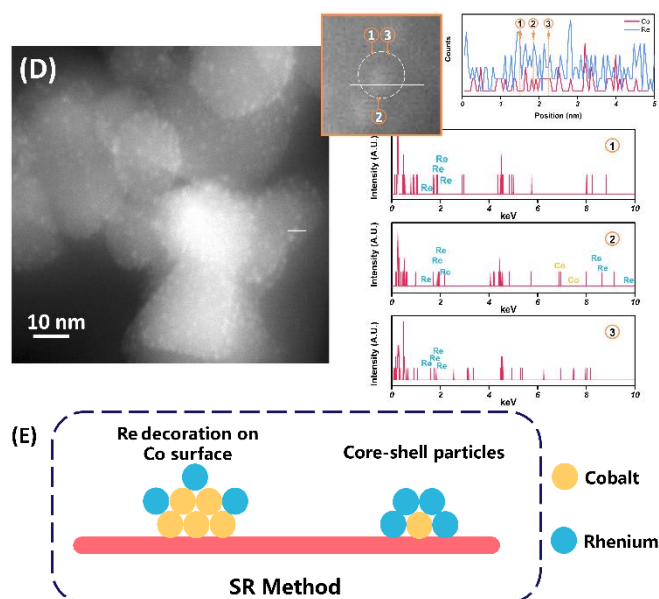 (D)
10 nm
1
3
2
Counts
1
2
3
Co
Re
0
1
2
3
4
5
Position (nm)
Intensity (A.U.)
1
Re
Re
Re
Re
0
2
4
6
8
10
keV
Intensity (A.U.)
2
Re
Re
Re
Re
Co
Co
Re
Re
Re
0
2
4
6
8
10
keV
Intensity (A.U.)
3
Re
Re
Re
Re
0
2
4
6
8
10
keV
(E)
Re decoration on
Co surface
Core-shell particles
Cobalt
Rhenium
SR Method